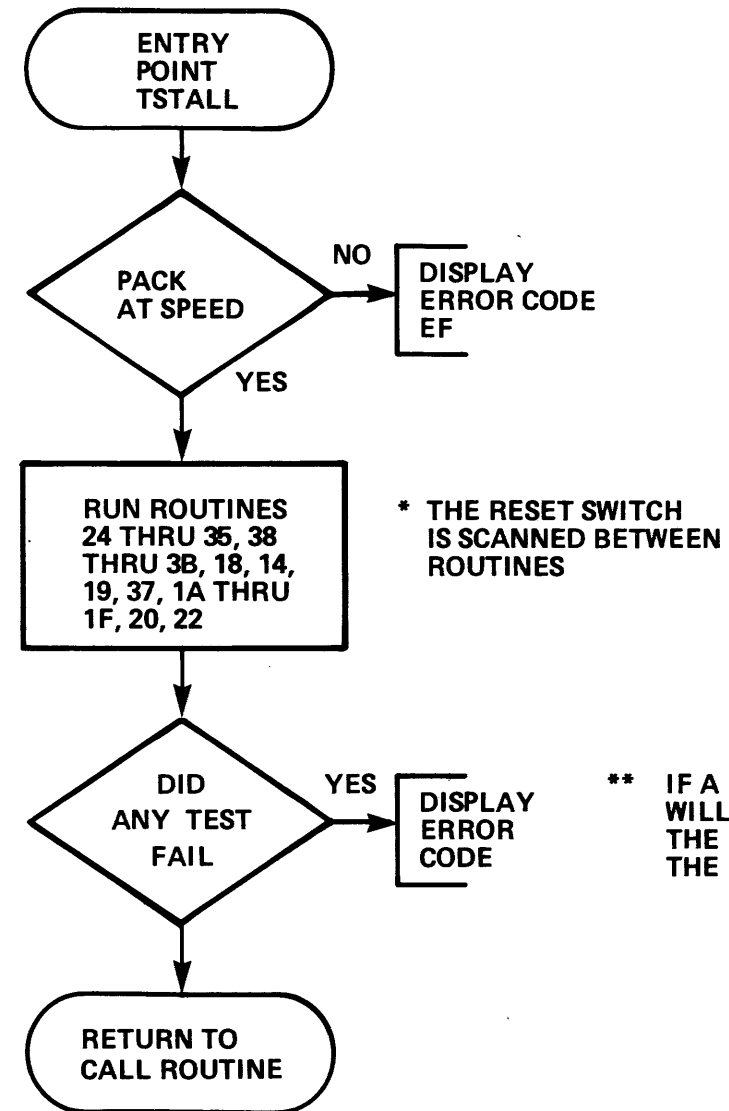 ENTRY
POINT
TSTALL
PACK
AT SPEED
NO
DISPLAY
ERROR CODE
EF
YES
RUN ROUTINES
24 THRU 35, 38
THRU 3B, 18, 14,
19, 37, 1A THRU
1F, 20, 22
* THE RESET SWITCH
IS SCANNED BETWEEN
ROUTINES
DID
ANY TEST
FAIL
YES
DISPLAY
ERROR
CODE
** IF A
WILL
THE
THE
RETURN TO
CALL ROUTINE